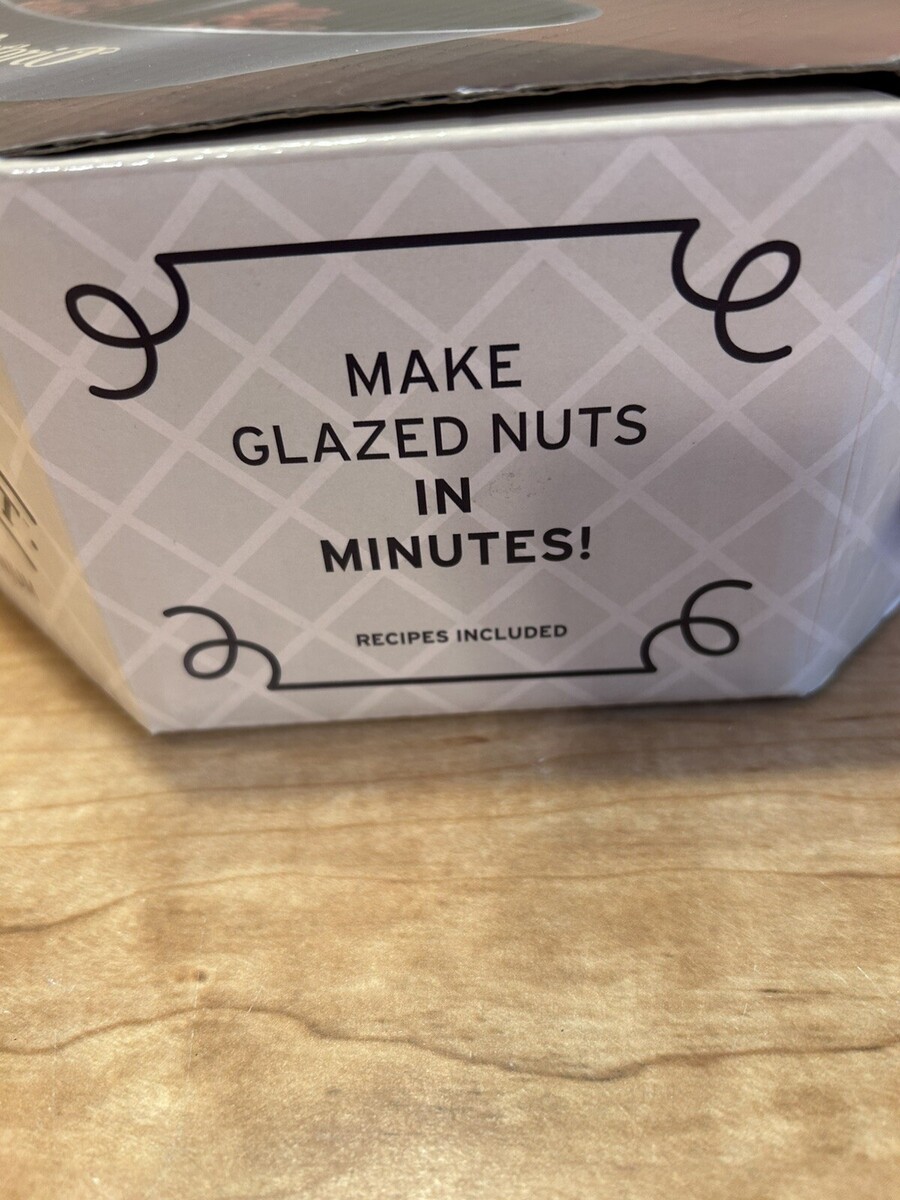 MAKE
GLAZED NUTS
IN
MINUTES!
RECIPES INCLUDED